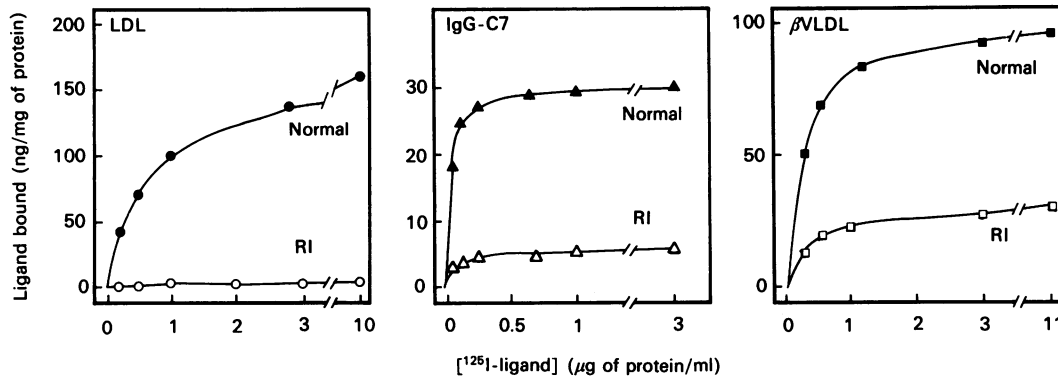 Ligand bound (ng/mg of protein)
LDL
200
150
100
50
0
Normal
RI
0 1 2 3 10
IgG-C7
30
20
10
0
Normal
RI
0 0.5 1 3
βVLDL
100
50
0
Normal
RI
0 1 2 3 11
[¹²⁵I-ligand] (μg of protein/ml)